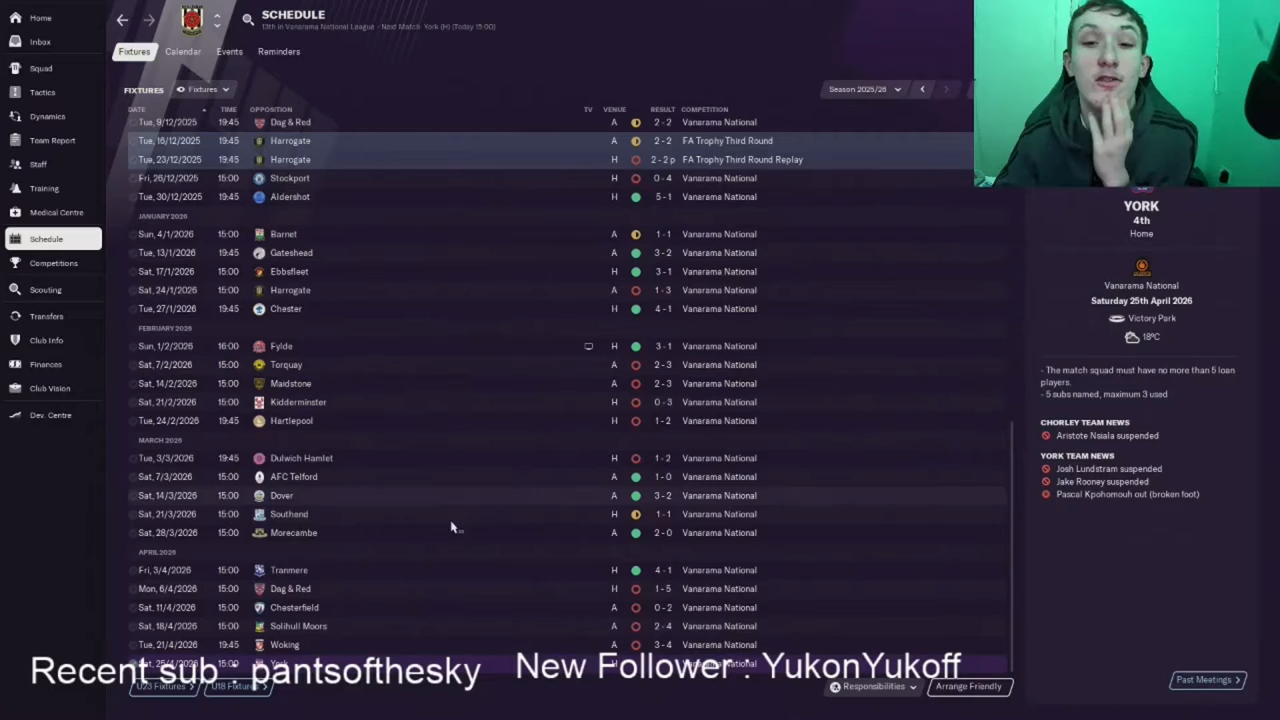 Home
Inbox
Squad
Tactics
Dynamics
Team Report
Staff
Training
Medical Centre
Schedule
Competitions
Scouting
Transfers
Club Info
Finances
Club Vision
Dev. Centre
SCHEDULE
13th in Vanarama National League - Next Match: York (H) (Today 15:00)
Fixtures Calendar Events Reminders
FIXTURES Fixtures Season 2025/26
DATE TIME OPPOSITION TV VENUE RESULT COMPETITION
Tue, 9/12/2025 19:45 Dag & Red A 2 - 2 Vanarama National
Tue, 16/12/2025 19:45 Harrogate A 2 - 2 FA Trophy Third Round
Tue, 23/12/2025 19:45 Harrogate H 2 - 2 p FA Trophy Third Round Replay
Fri, 26/12/2025 15:00 Stockport H 0 - 4 Vanarama National
Tue, 30/12/2025 19:45 Aldershot H 5 - 1 Vanarama National
JANUARY 2026
Sun, 4/1/2026 15:00 Barnet A 1 - 1 Vanarama National
Tue, 13/1/2026 19:45 Gateshead A 3 - 2 Vanarama National
Sat, 17/1/2026 15:00 Ebbsfleet H 3 - 1 Vanarama National
Sat, 24/1/2026 15:00 Harrogate A 1 - 3 Vanarama National
Tue, 27/1/2026 19:45 Chester H 4 - 1 Vanarama National
FEBRUARY 2026
Sun, 1/2/2026 16:00 Fylde H 3 - 1 Vanarama National
Sat, 7/2/2026 15:00 Torquay A 2 - 3 Vanarama National
Sat, 14/2/2026 15:00 Maidstone A 2 - 3 Vanarama National
Sat, 21/2/2026 15:00 Kidderminster H 0 - 3 Vanarama National
Tue, 24/2/2026 19:45 Hartlepool H 1 - 2 Vanarama National
MARCH 2026
Tue, 3/3/2026 19:45 Dulwich Hamlet H 1 - 2 Vanarama National
Sat, 7/3/2026 15:00 AFC Telford A 1 - 0 Vanarama National
Sat, 14/3/2026 15:00 Dover A 3 - 2 Vanarama National
Sat, 21/3/2026 15:00 Southend H 1 - 1 Vanarama National
Sat, 28/3/2026 15:00 Morecambe A 2 - 0 Vanarama National
APRIL 2026
Fri, 3/4/2026 15:00 Tranmere H 4 - 1 Vanarama National
Mon, 6/4/2026 15:00 Dag & Red H 1 - 5 Vanarama National
Sat, 11/4/2026 15:00 Chesterfield A 0 - 2 Vanarama National
Sat, 18/4/2026 15:00 Solihull Moors A 2 - 4 Vanarama National
Tue, 21/4/2026 19:45 Woking A 3 - 4 Vanarama National
Sat, 25/4/2026 15:00 York
U23 Fixtures U18 Fixtures Responsibilities Arrange Friendly
YORK
4th
Home
Vanarama National
Saturday 25th April 2026
Victory Park
18°C
- The match squad must have no more than 5 loan
players.
- 5 subs named, maximum 3 used
CHORLEY TEAM NEWS
Aristote Nsiala suspended
YORK TEAM NEWS
Josh Lundstram suspended
Jake Rooney suspended
Pascal Kpohomouh out (broken foot)
Past Meetings
Recent sub : pantsofthesky
New Follower : YukonYukoff